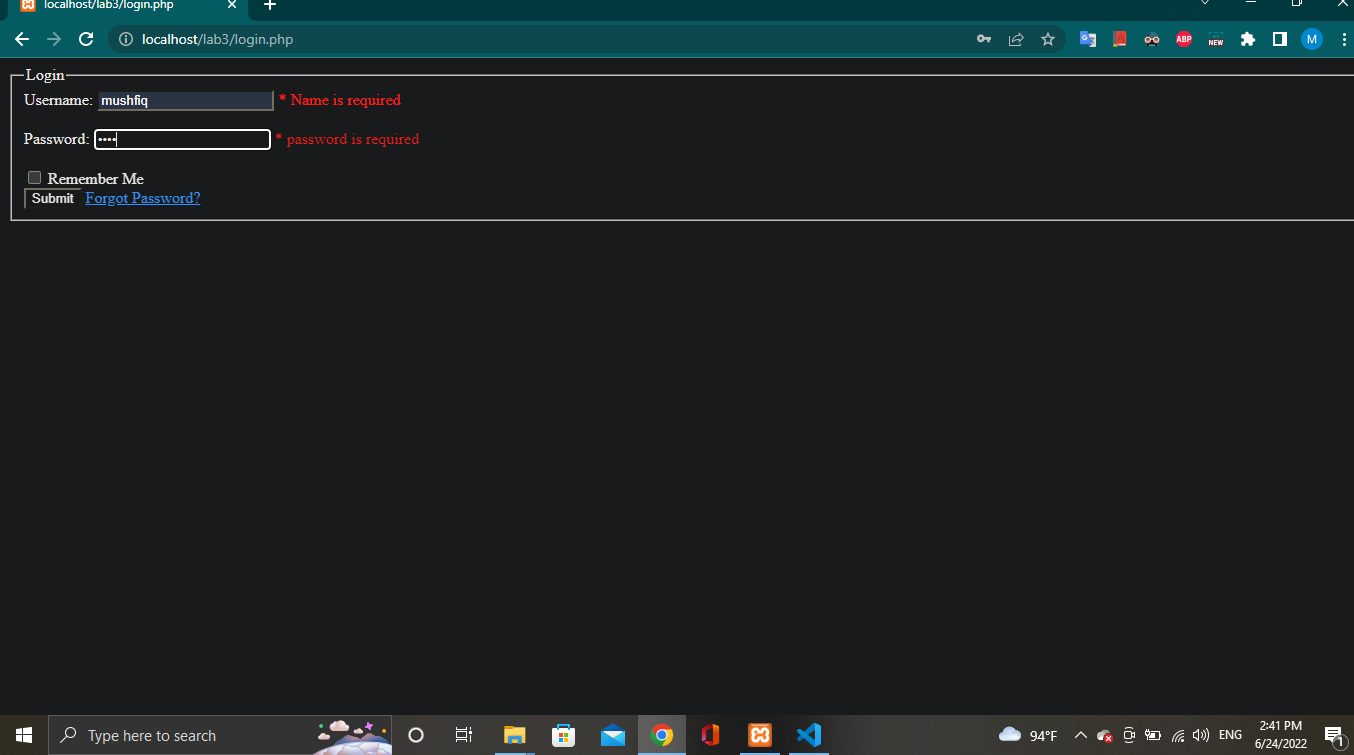 localhost/lab3/login.php
localhost/lab3/login.php
ABP
NEW
M
Login
Username: mushfiq * Name is required
Password: •••• * password is required
Remember Me
Submit Forgot Password?
Type here to search
94°F
ENG
2:41 PM
6/24/2022
1